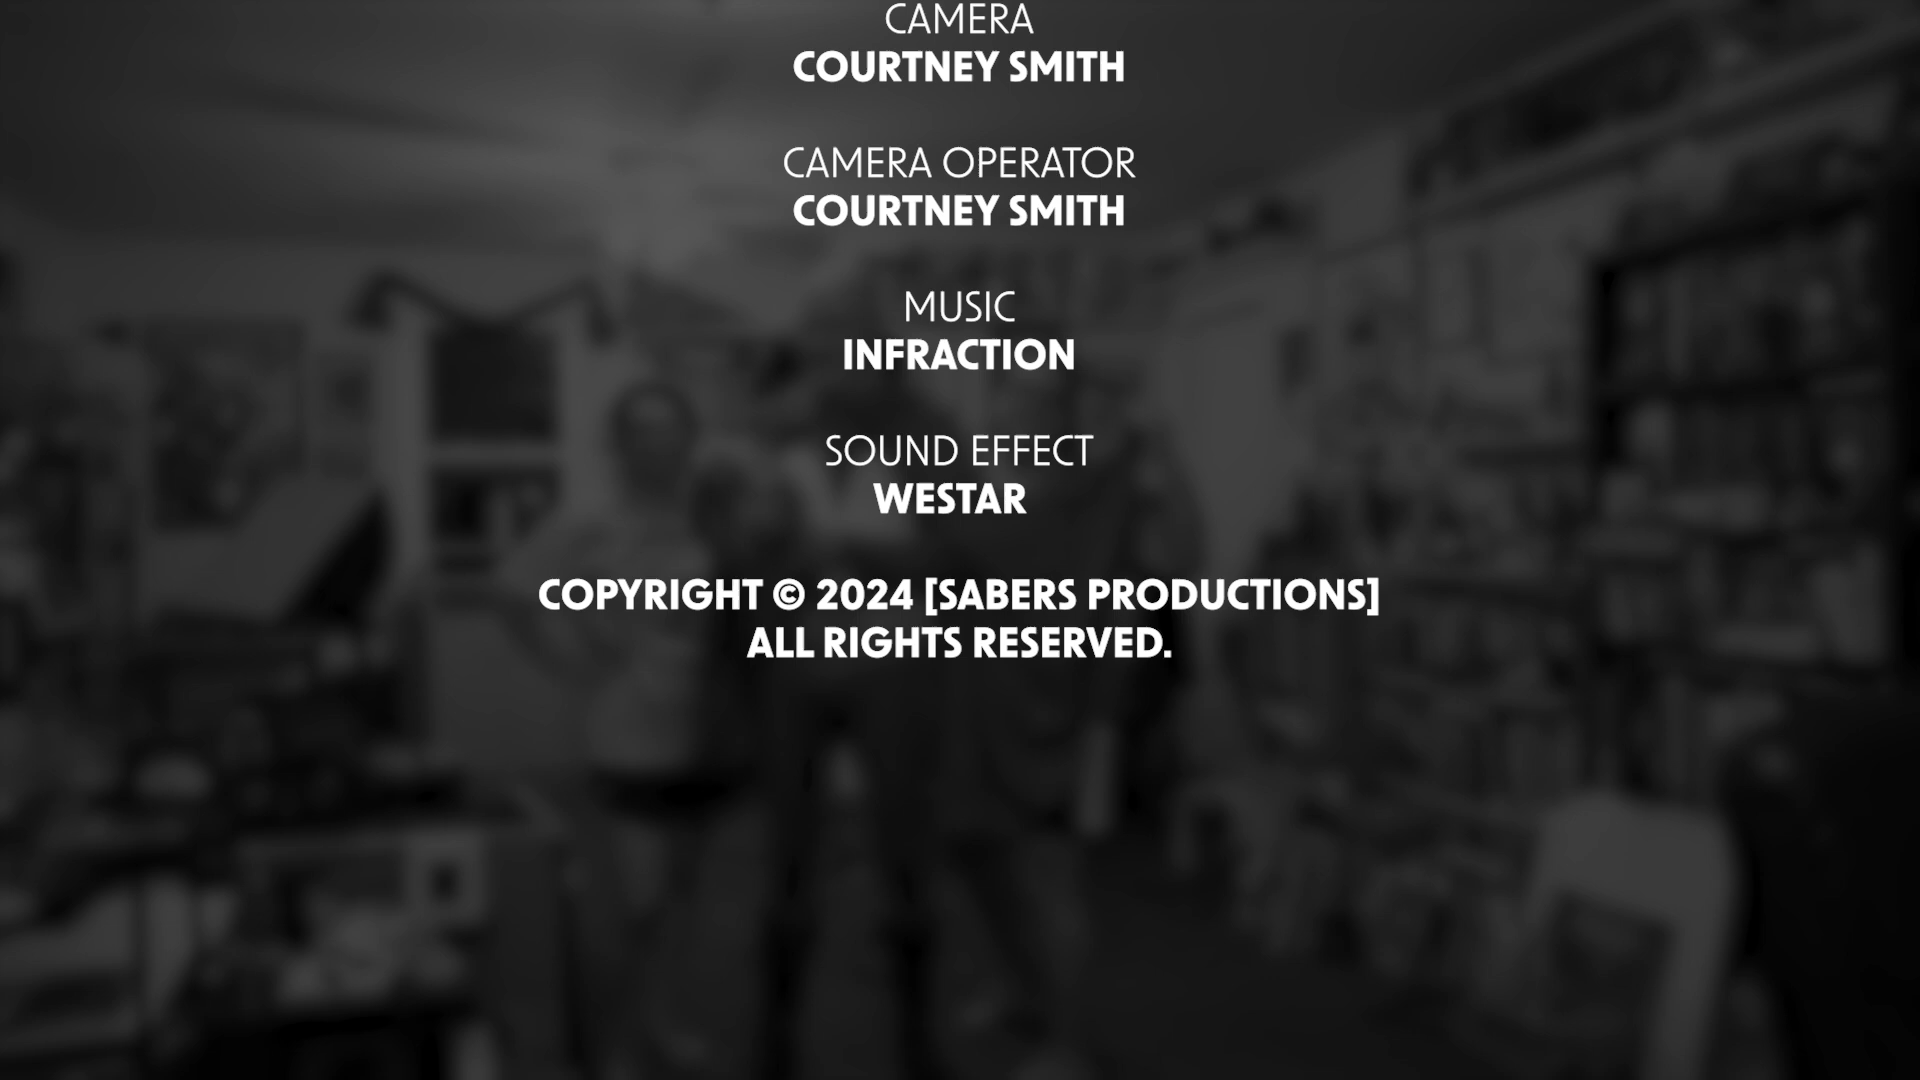 CAMERA
COURTNEY SMITH
CAMERA OPERATOR
COURTNEY SMITH
MUSIC
INFRACTION
SOUND EFFECT
WESTAR
COPYRIGHT © 2024 [SABERS PRODUCTIONS]
ALL RIGHTS RESERVED.